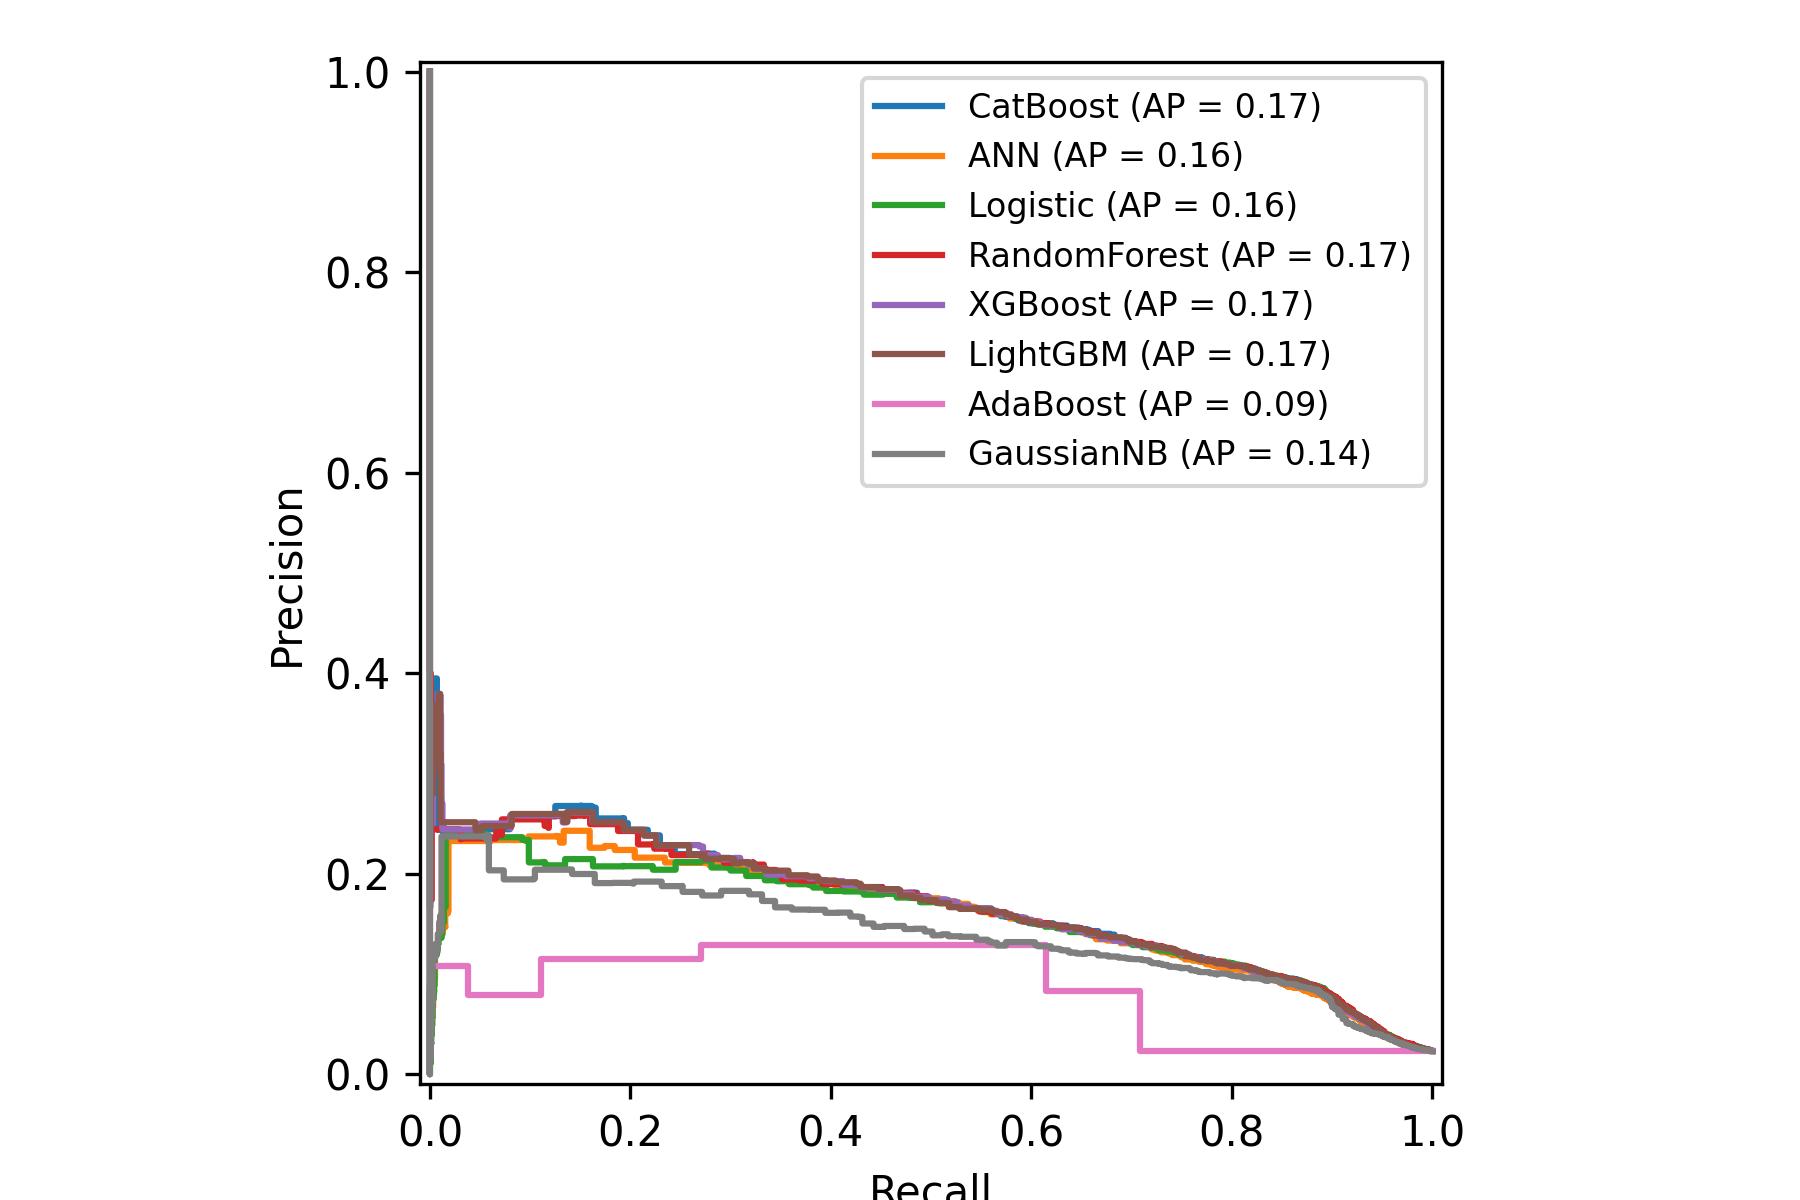 1.0
0.8
0.6
0.4
0.2
0.0
Precision
CatBoost (AP = 0.17)
ANN (AP = 0.16)
Logistic (AP = 0.16)
RandomForest (AP = 0.17)
XGBoost (AP = 0.17)
LightGBM (AP = 0.17)
AdaBoost (AP = 0.09)
GaussianNB (AP = 0.14)
0.0 0.2 0.4 0.6 0.8 1.0
Recall